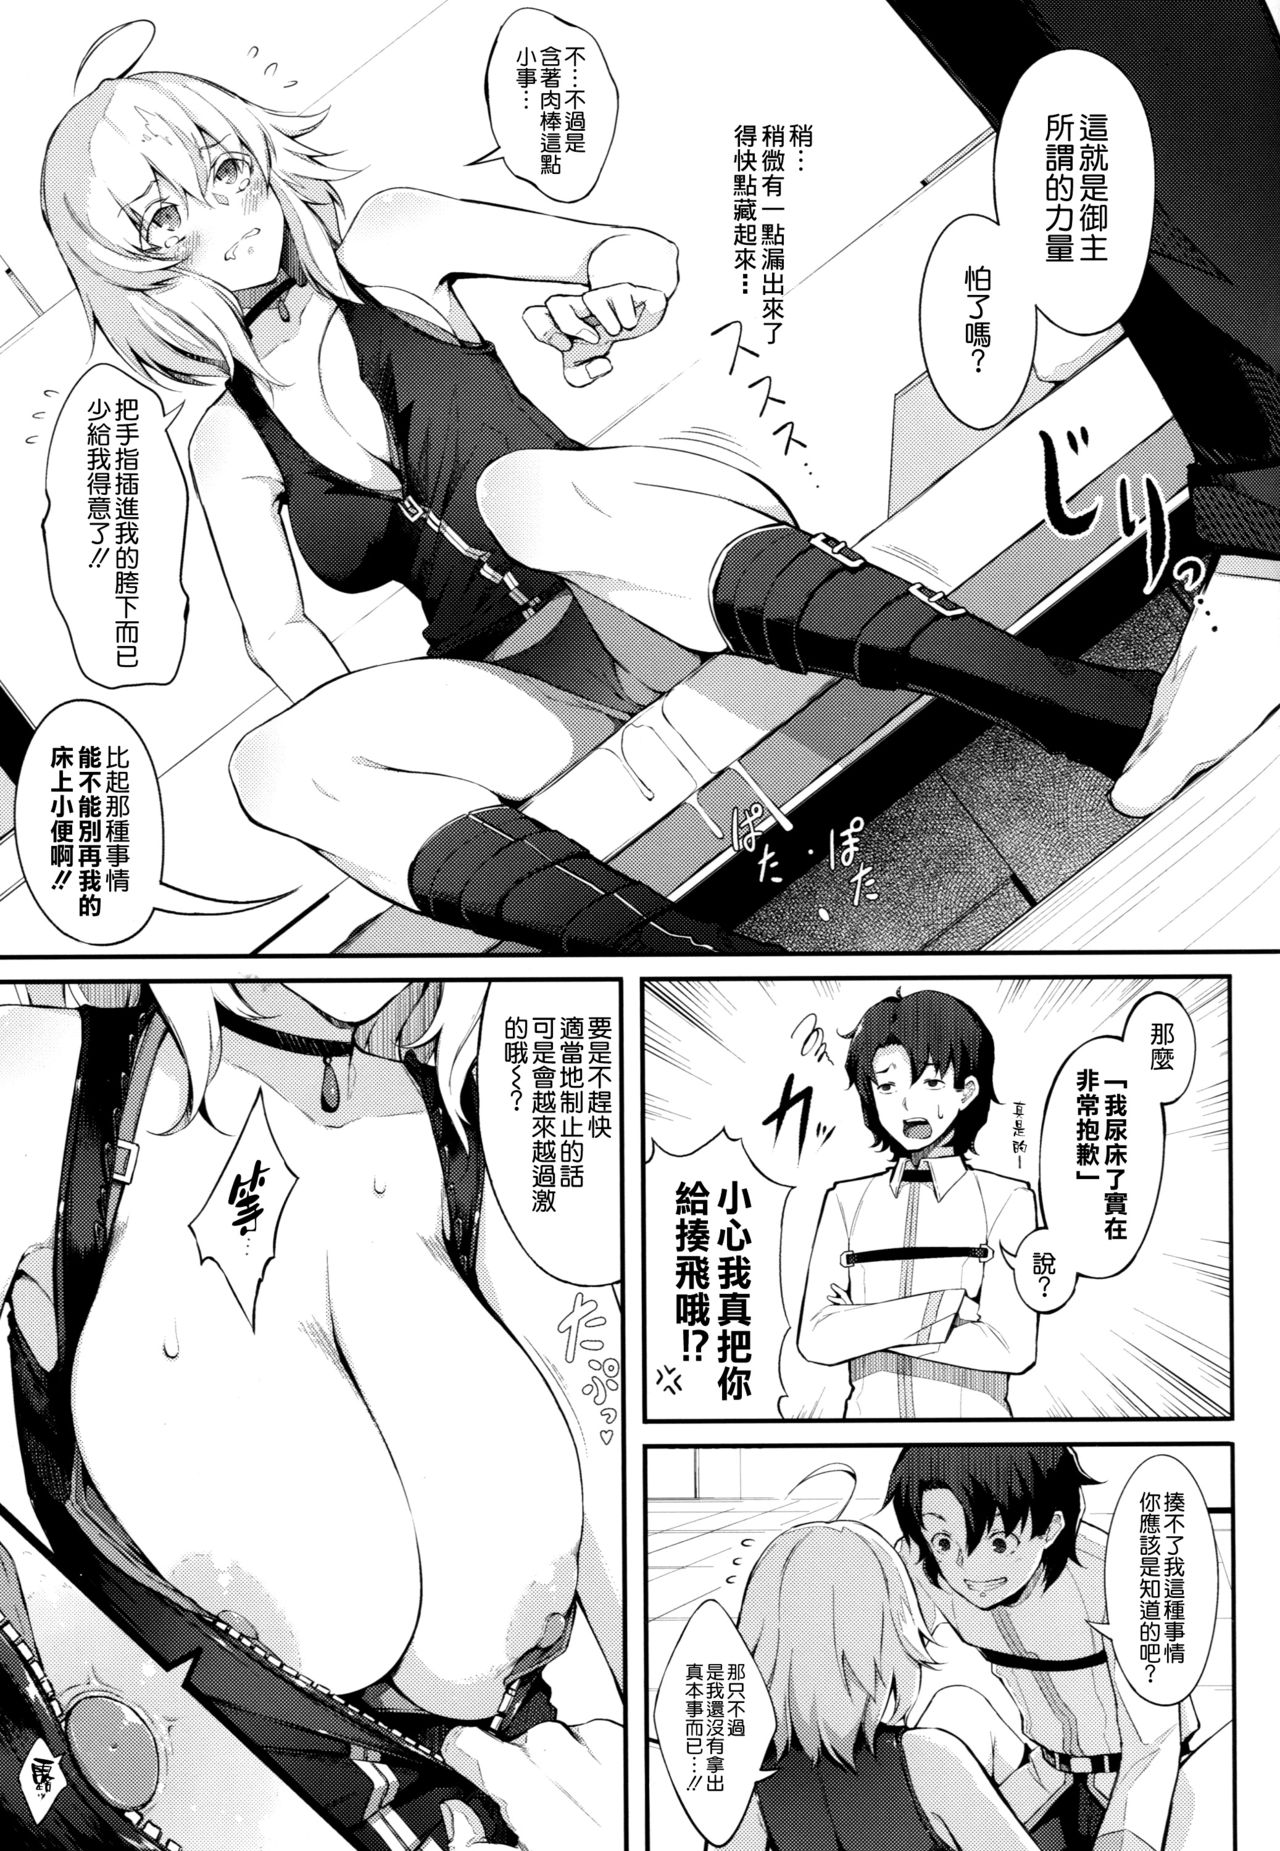 這就是御主
所謂的力量
怕了嗎?
稍…
稍微有一點漏出來了
得快點藏起來…
不…不過是
含著肉棒這點
小事…
ススス…
じりっ…
把手指插進我的胯下而已
少給我得意了!!
比起那種事情
能不能別再我的
床上小便啊!!
ぱた…
ぽた…
那麼
「我尿床了實在
非常抱歉」
說?
真是的ー
ガッ
小心我真把你
給揍飛哦!?
要是不趕快
適當地制止的話
可是會越來越過激
的哦~?
等
たぷっ♡
露
揍不了我這種事情
你應該是知道的吧?
那只不過
是我還沒有拿出
真本事而已…!!